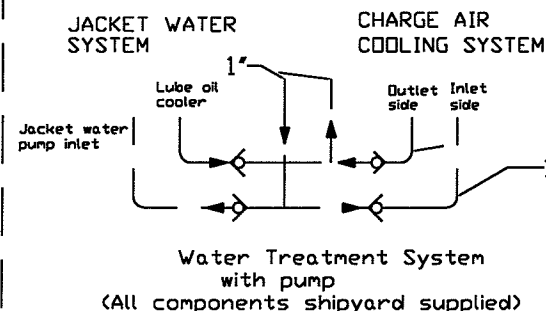 JACKET WATER
SYSTEM
CHARGE AIR
COOLING SYSTEM
1"
Lube oil
cooler
Outlet
side
Inlet
side
Jacket water
pump inlet
Water Treatment System
with pump
(All components shipyard supplied)